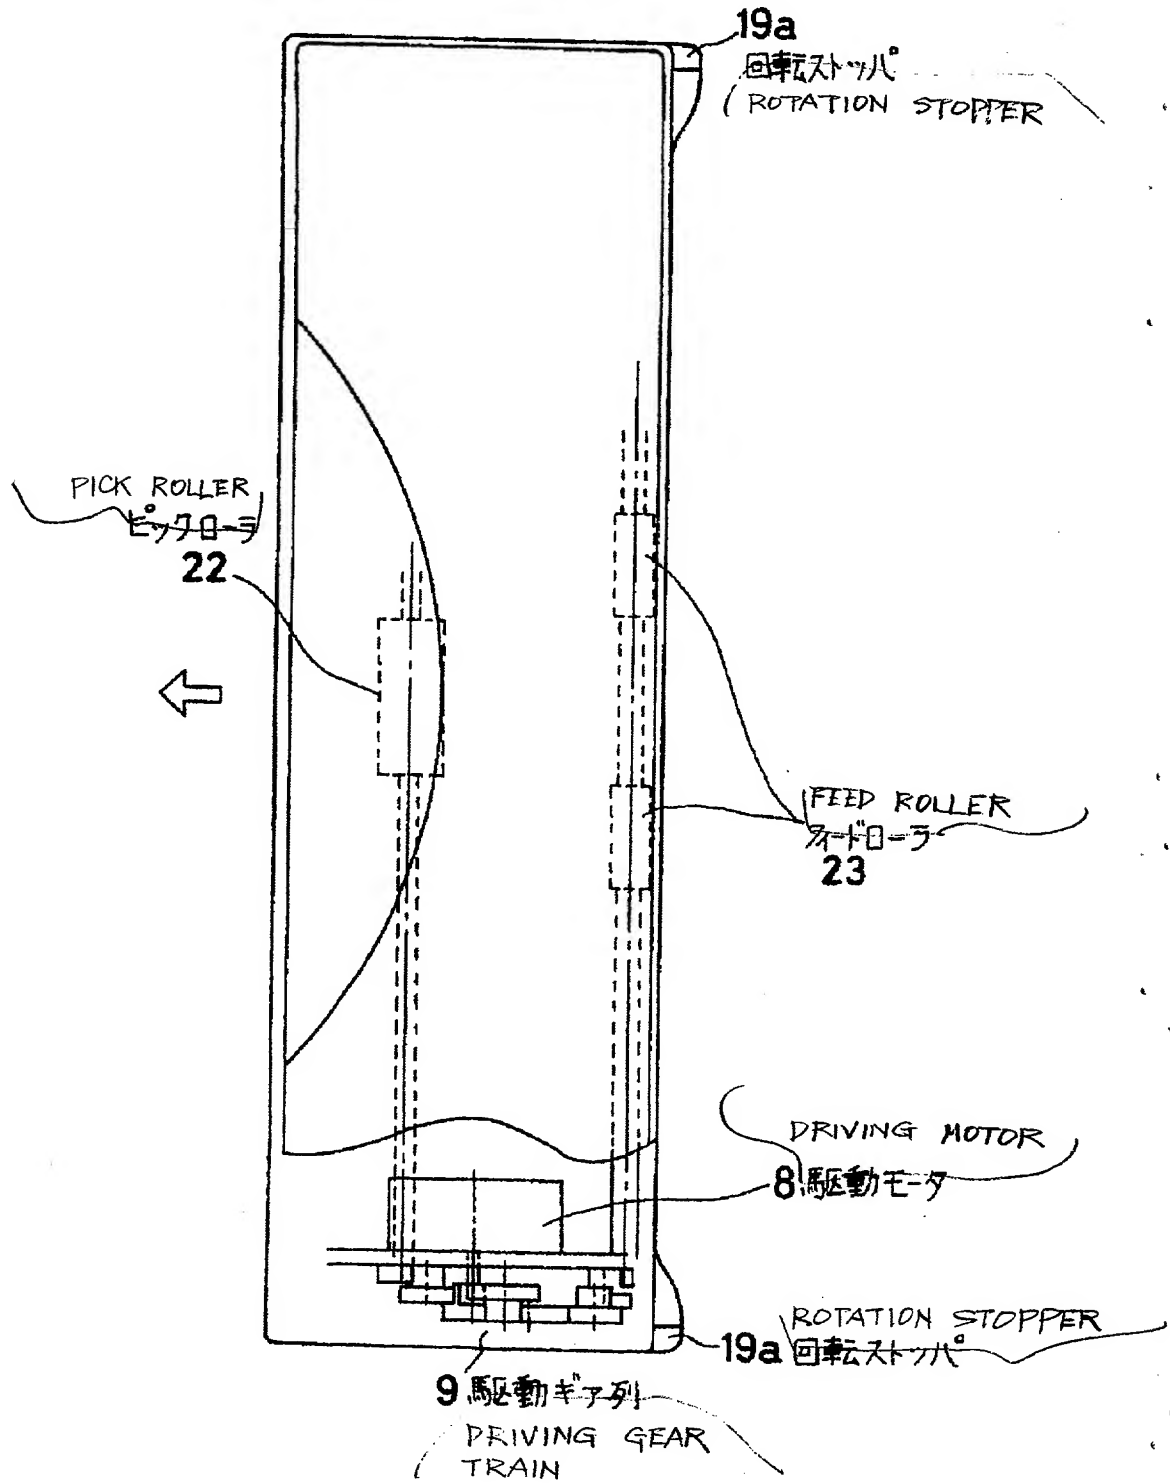 19a
回転ストッパ
ROTATION STOPPER
PICK ROLLER
ピックローラ
22
FEED ROLLER
フィードローラ
23
DRIVING MOTOR
8 駆動モータ
ROTATION STOPPER
19a 回転ストッパ
9 駆動ギア列
DRIVING GEAR
TRAIN